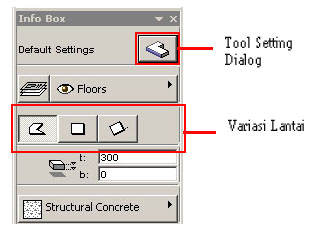 Info Box
Default Settings
Tool Setting
Dialog
Floors
Variasi Lantai
t: 300
b: 0
Structural Concrete